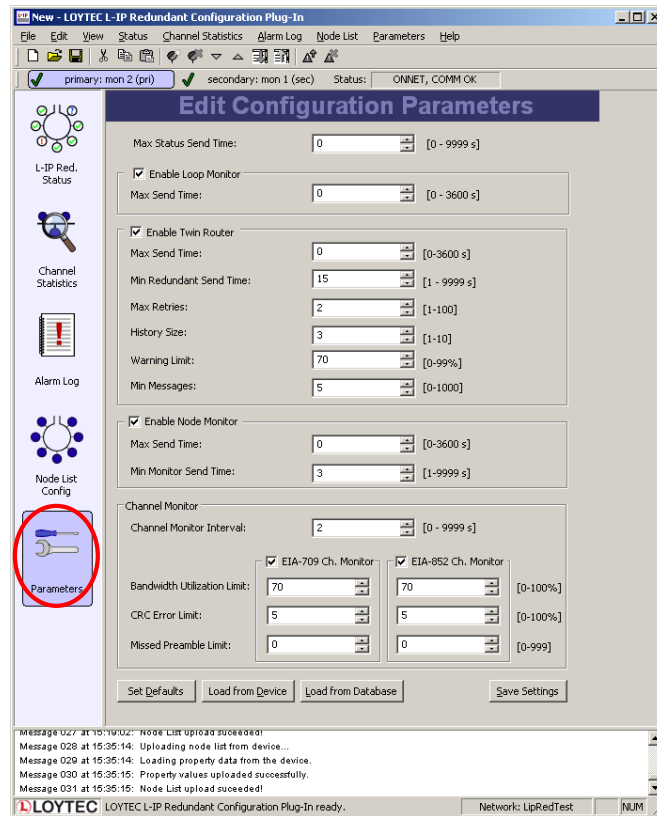 New - LOYTEC L-IP Redundant Configuration Plug-In
File Edit View Status Channel Statistics Alarm Log Node List Parameters Help
primary: mon 2 (pri) secondary: mon 1 (sec) Status: ONNET, COMM OK
Edit Configuration Parameters
L-IP Red.
Status
Channel
Statistics
Alarm Log
Node List
Config
Parameters
Max Status Send Time: 0 [0 - 9999 s]
Enable Loop Monitor
Max Send Time: 0 [0 - 3600 s]
Enable Twin Router
Max Send Time: 0 [0-3600 s]
Min Redundant Send Time: 15 [1 - 9999 s]
Max Retries: 2 [1-100]
History Size: 3 [1-10]
Warning Limit: 70 [0-99%]
Min Messages: 5 [0-1000]
Enable Node Monitor
Max Send Time: 0 [0-3600 s]
Min Monitor Send Time: 3 [1-9999 s]
Channel Monitor
Channel Monitor Interval: 2 [0 - 9999 s]
EIA-709 Ch. Monitor EIA-852 Ch. Monitor
Bandwidth Utilization Limit: 70 70 [0-100%]
CRC Error Limit: 5 5 [0-100%]
Missed Preamble Limit: 0 0 [0-999]
Set Defaults Load from Device Load from Database Save Settings
Message 027 at 15:19:02: Node List upload suceeded!
Message 028 at 15:35:14: Uploading node list from device...
Message 029 at 15:35:14: Loading property data from the device.
Message 030 at 15:35:15: Property values uploaded successfully.
Message 031 at 15:35:15: Node List upload suceeded!
LOYTEC LOYTEC L-IP Redundant Configuration Plug-In ready. Network: LipRedTest NUM